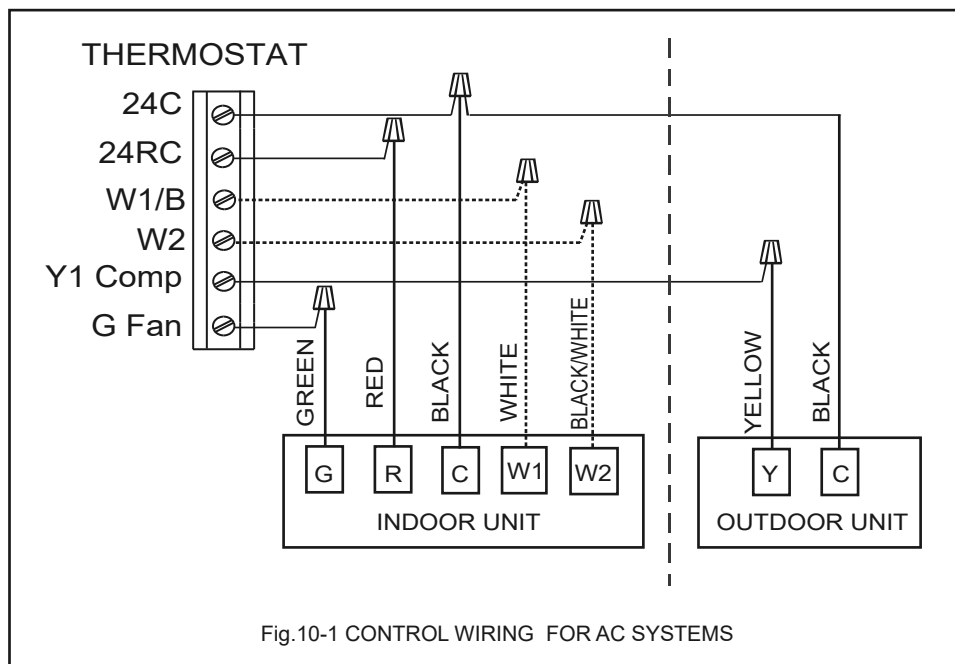 THERMOSTAT
24C
24RC
W1/B
W2
Y1 Comp
G Fan
GREEN
RED
BLACK
WHITE
BLACK/WHITE
YELLOW
BLACK
G
R
C
W1
W2
Y
C
INDOOR UNIT
OUTDOOR UNIT
Fig.10-1 CONTROL WIRING FOR AC SYSTEMS